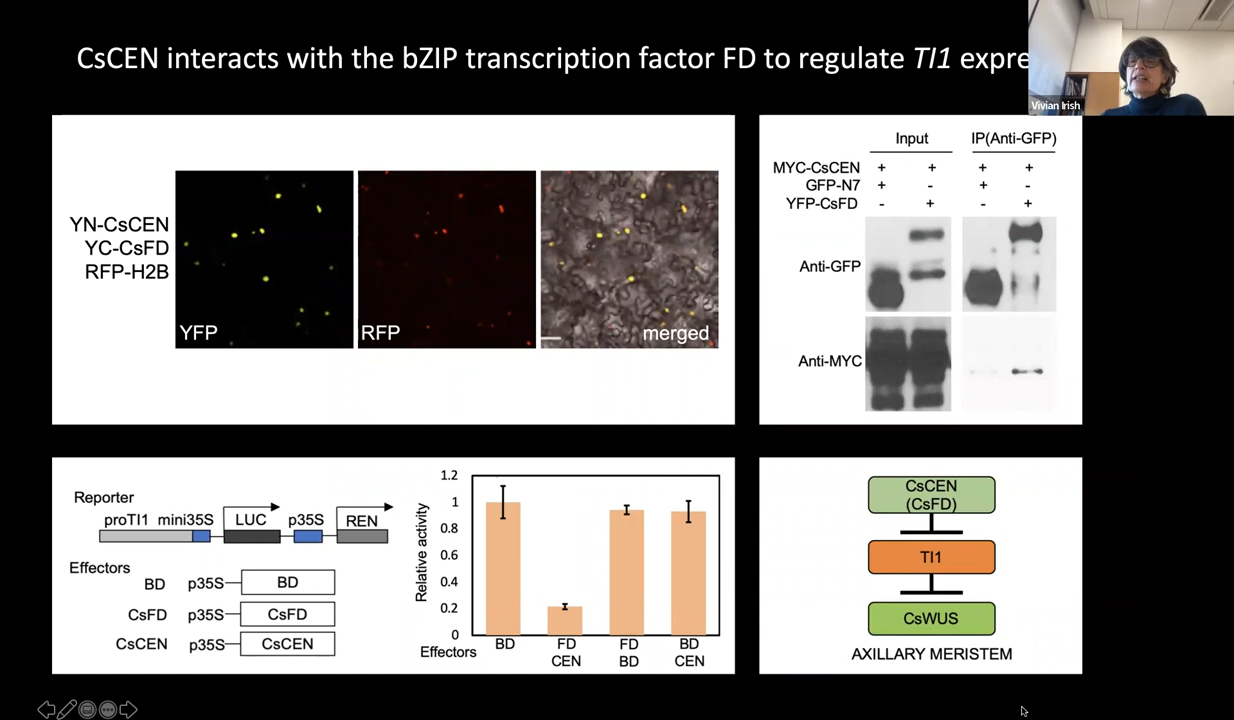 CsCEN interacts with the bZIP transcription factor FD to regulate TI1 expre
Vivian Irish
YN-CsCEN
YC-CsFD
RFP-H2B
YFP
RFP
merged
Input IP(Anti-GFP)
MYC-CsCEN + + + +
GFP-N7 + - + -
YFP-CsFD - + - +
Anti-GFP
Anti-MYC
Reporter
proTI1 mini35S LUC p35S REN
Effectors
BD p35S BD
CsFD p35S CsFD
CsCEN p35S CsCEN
Relative activity
1.2
1
0.8
0.6
0.4
0.2
0
Effectors BD FD FD BD
CEN BD CEN
CsCEN
(CsFD)
TI1
CsWUS
AXILLARY MERISTEM